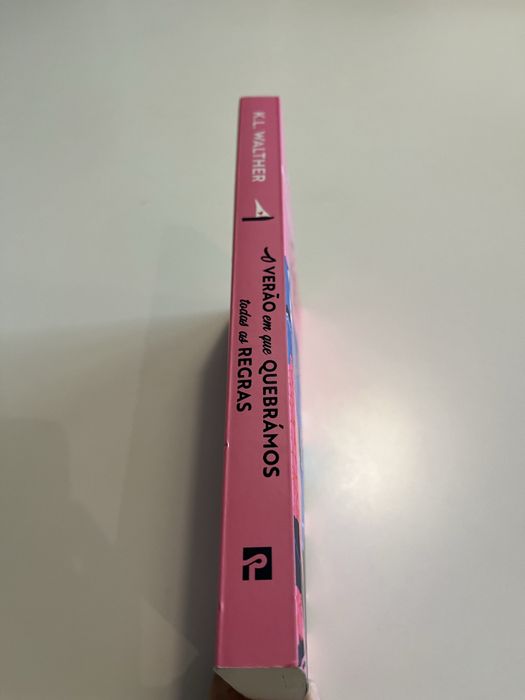 K.L. WALTHER
O VERÃO em que QUEBRÁMOS
todas as REGRAS